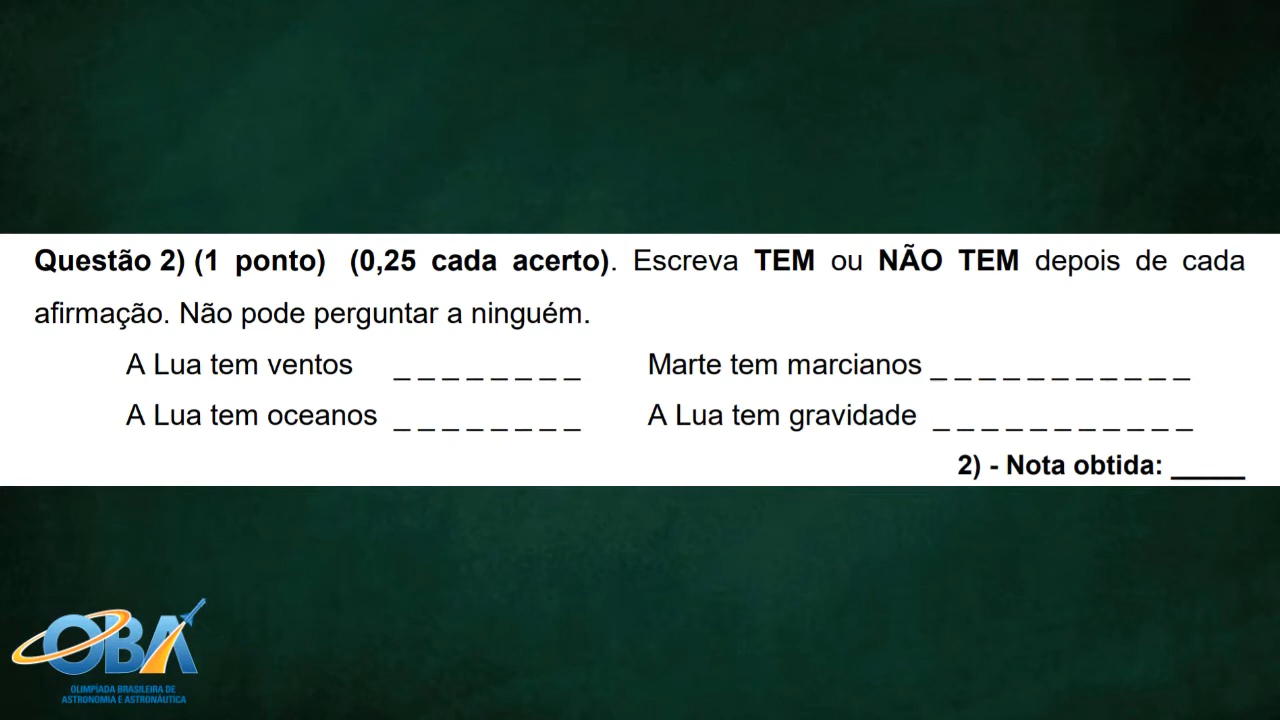 Questão 2) (1 ponto) (0,25 cada acerto). Escreva TEM ou NÃO TEM depois de cada
afirmação. Não pode perguntar a ninguém.
A Lua tem ventos _ _ _ _ _ _ _ _ Marte tem marcianos _ _ _ _ _ _ _ _ _ _ _
A Lua tem oceanos _ _ _ _ _ _ _ _ A Lua tem gravidade _ _ _ _ _ _ _ _ _ _ _
2) - Nota obtida: _____
OBA
OLIMPÍADA BRASILEIRA DE
ASTRONOMIA E ASTRONÁUTICA